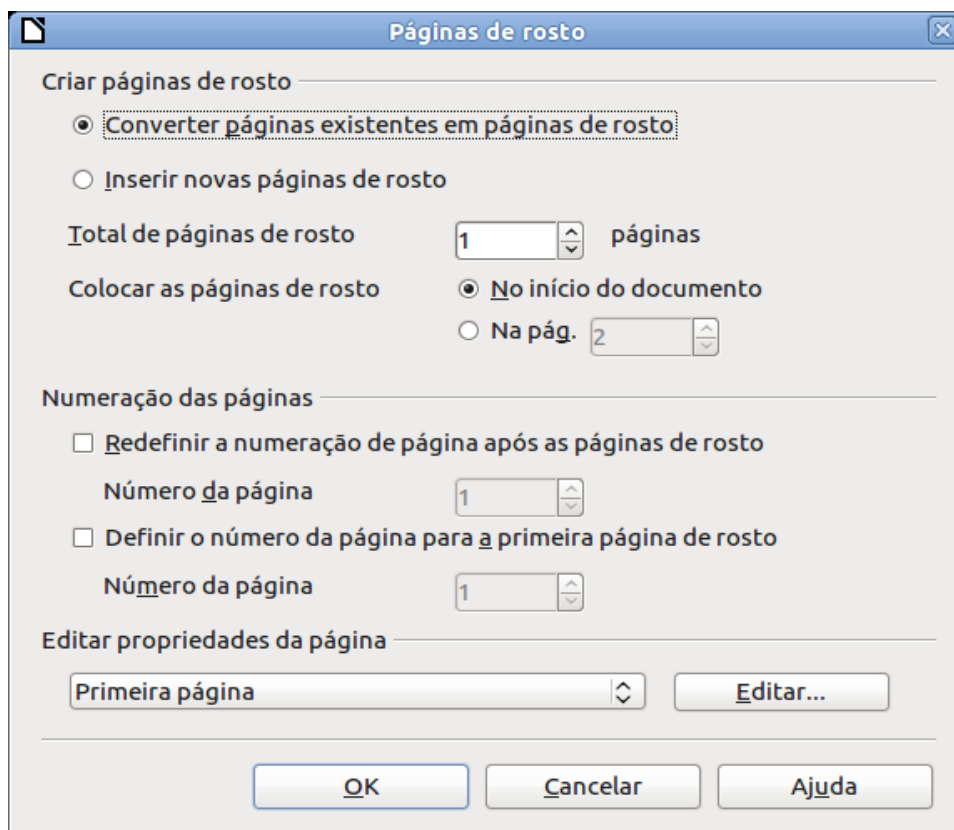 Páginas de rosto
Criar páginas de rosto
Converter páginas existentes em páginas de rosto
Inserir novas páginas de rosto
Total de páginas de rosto 1 páginas
Colocar as páginas de rosto No início do documento
Na pág. 2
Numeração das páginas
Redefinir a numeração de página após as páginas de rosto
Número da página 1
Definir o número da página para a primeira página de rosto
Número da página 1
Editar propriedades da página
Primeira página Editar...
OK Cancelar Ajuda